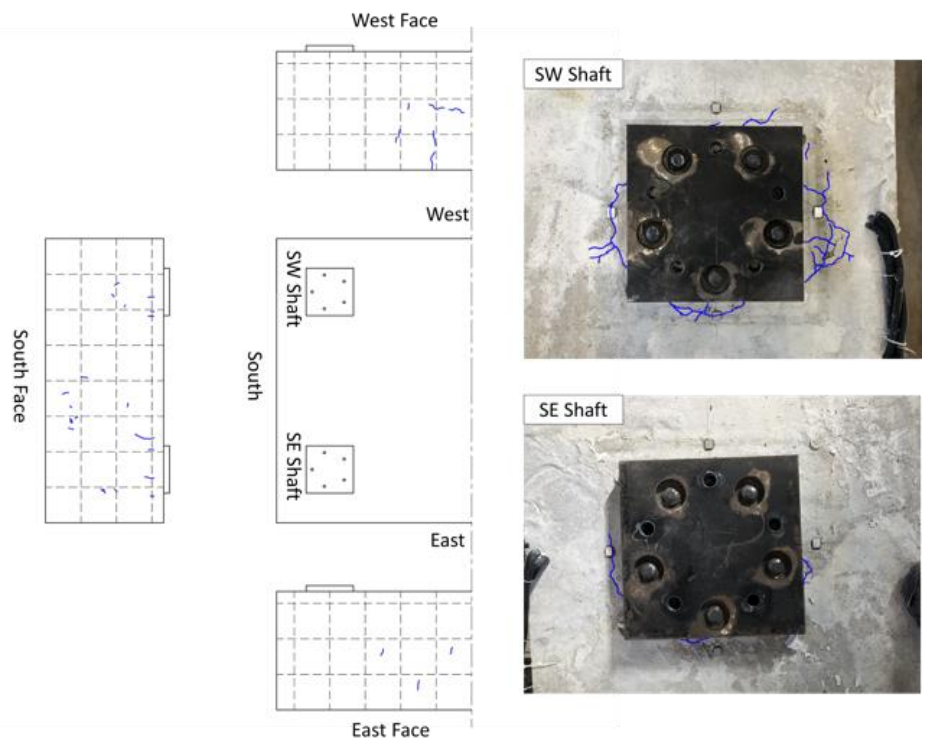 West Face
SW Shaft
West
South Face
SW Shaft
South
SE Shaft
SE Shaft
East
East Face